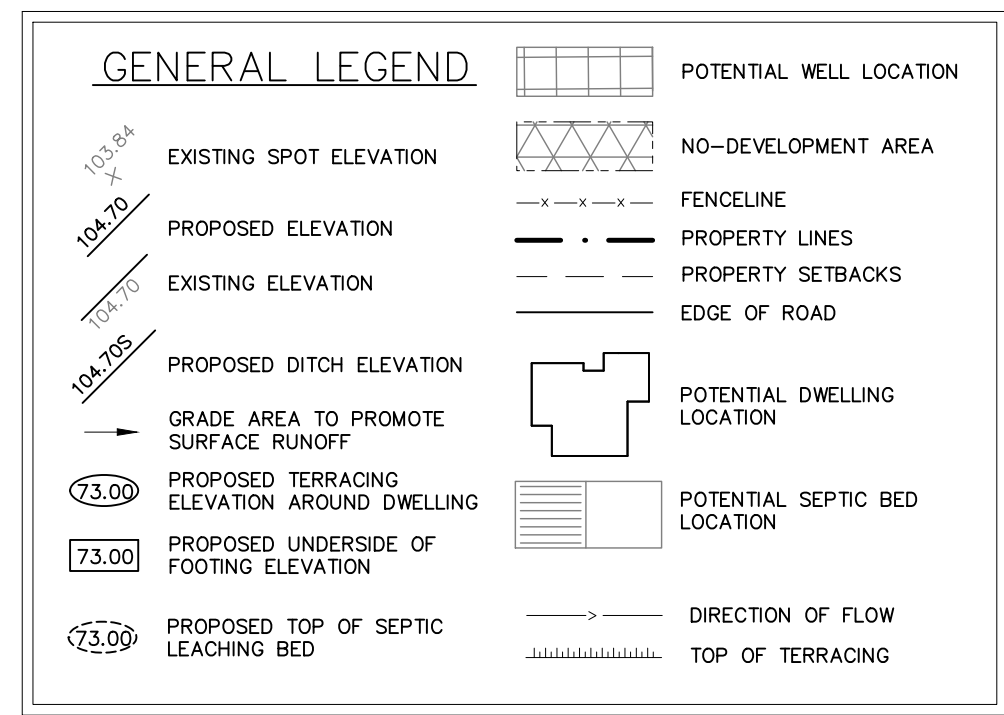 GENERAL LEGEND
103.84
X
EXISTING SPOT ELEVATION
104.70
PROPOSED ELEVATION
104.70
EXISTING ELEVATION
104.70S
PROPOSED DITCH ELEVATION
GRADE AREA TO PROMOTE
SURFACE RUNOFF
73.00
PROPOSED TERRACING
ELEVATION AROUND DWELLING
73.00
PROPOSED UNDERSIDE OF
FOOTING ELEVATION
73.00
PROPOSED TOP OF SEPTIC
LEACHING BED
POTENTIAL WELL LOCATION
NO-DEVELOPMENT AREA
x x x
FENCELINE
PROPERTY LINES
PROPERTY SETBACKS
EDGE OF ROAD
POTENTIAL DWELLING
LOCATION
POTENTIAL SEPTIC BED
LOCATION
DIRECTION OF FLOW
TOP OF TERRACING